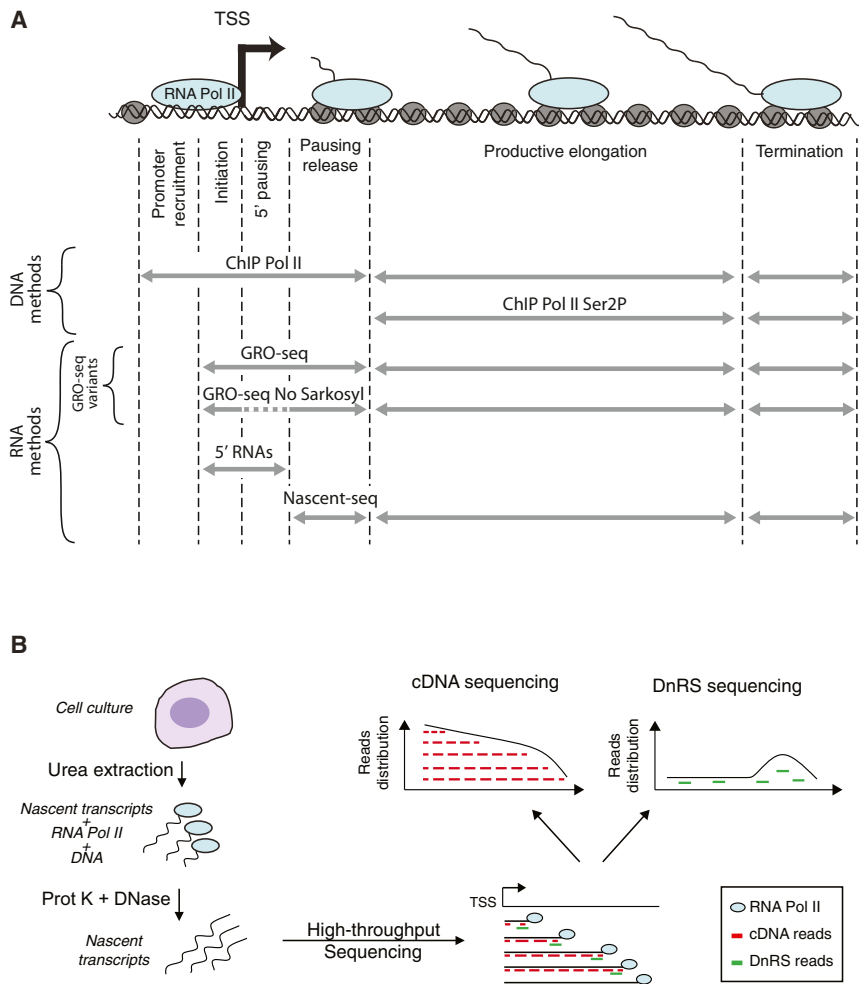 A
TSS
RNA Pol II
Promoter
recruitment
Initiation
5' pausing
Pausing
release
Productive elongation
Termination
DNA
methods
ChIP Pol II
ChIP Pol II Ser2P
RNA
methods
GRO-seq
variants
GRO-seq
GRO-seq No Sarkosyl
5' RNAs
Nascent-seq
B
Cell culture
Urea extraction
Nascent transcripts
+
RNA Pol II
+
DNA
Prot K + DNase
Nascent
transcripts
High-throughput
Sequencing
cDNA sequencing
Reads
distribution
DnRS sequencing
Reads
distribution
TSS
RNA Pol II
cDNA reads
DnRS reads